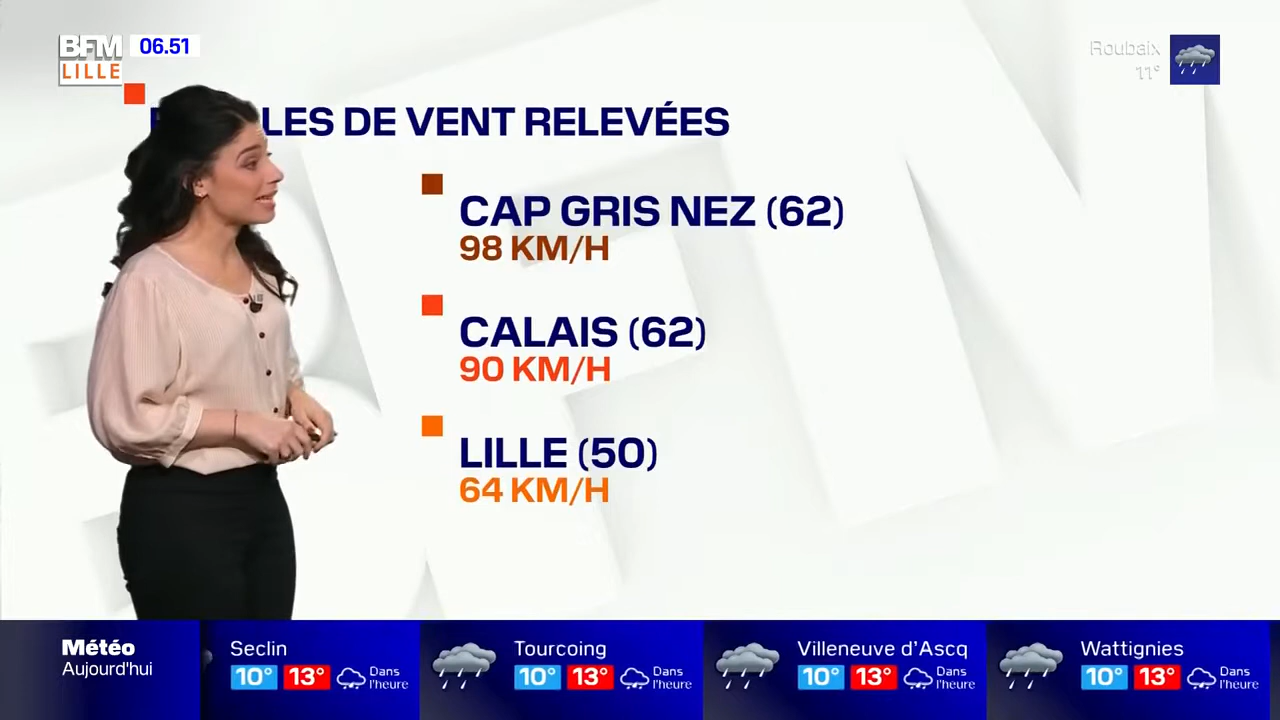 BFM
LILLE
06.51
Roubaix
11°
LES DE VENT RELEVÉES
CAP GRIS NEZ (62)
98 KM/H
CALAIS (62)
90 KM/H
LILLE (50)
64 KM/H
Météo
Aujourd'hui
Seclin
10° 13° Dans l'heure
Tourcoing
10° 13° Dans l'heure
Villeneuve d'Ascq
10° 13° Dans l'heure
Wattignies
10° 13° Dans l'heure